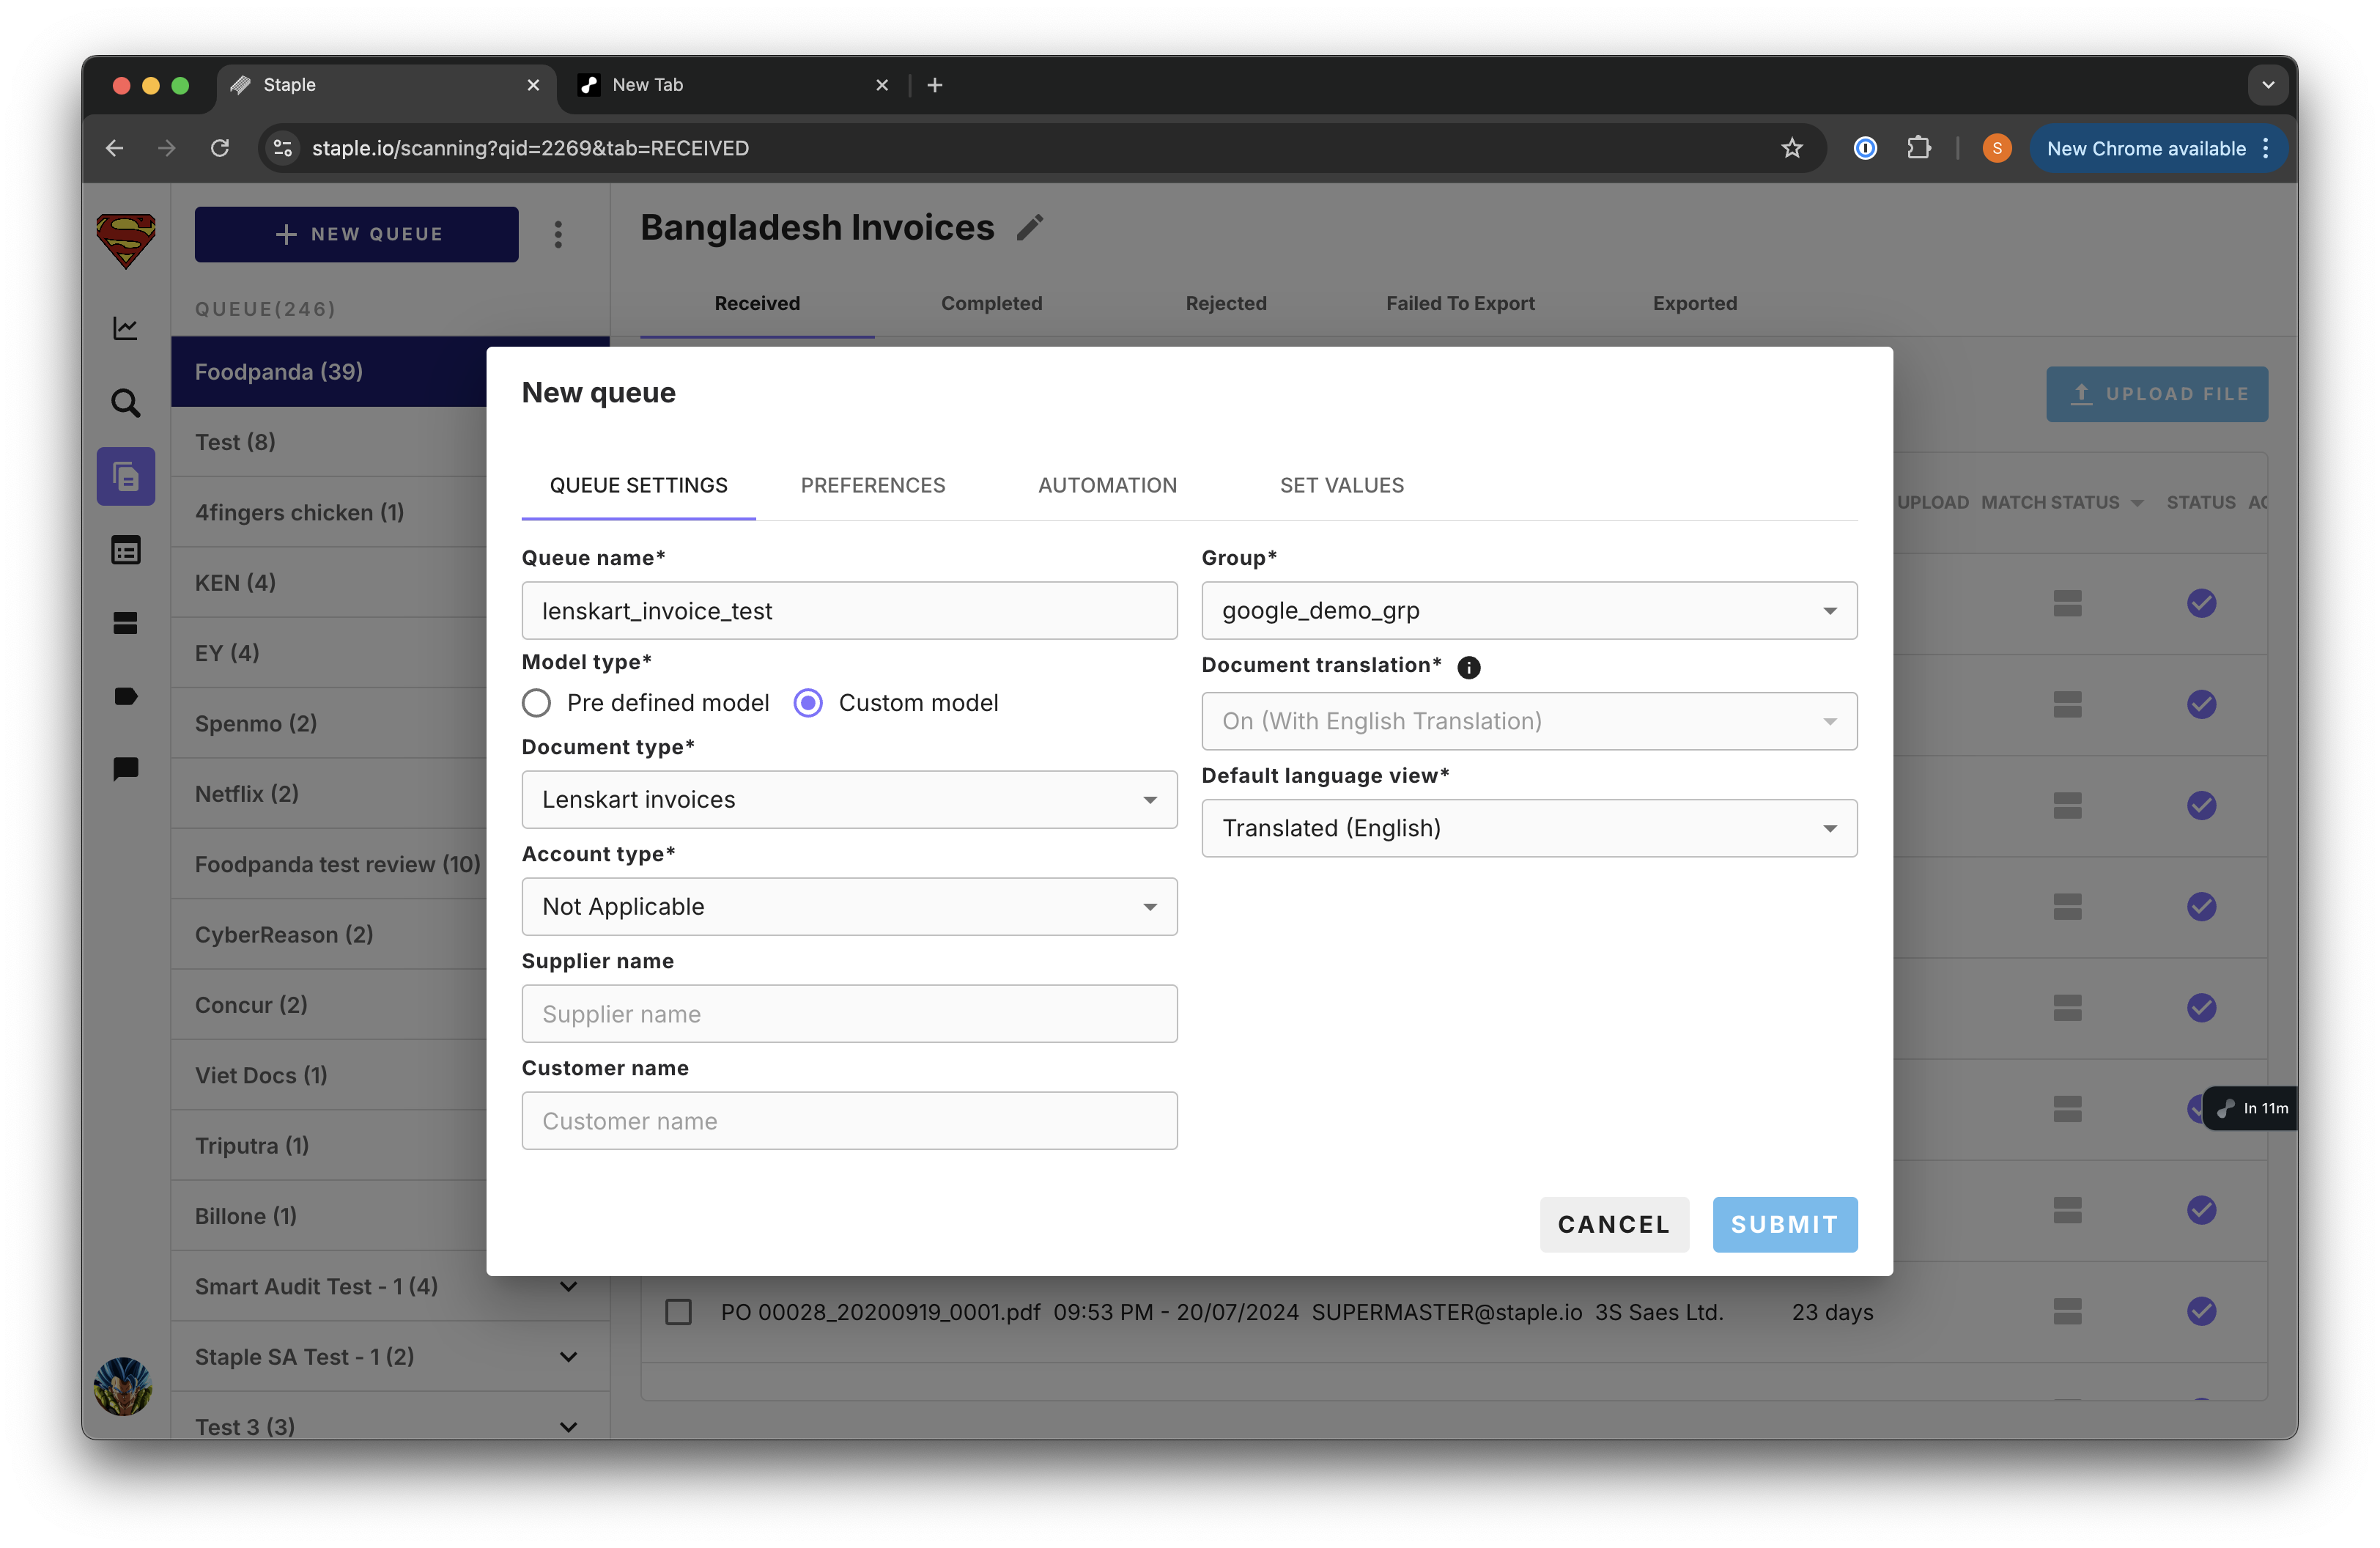 Staple
New Tab
staple.io/scanning?qid=2269&tab=RECEIVED
S
New Chrome available
NEW QUEUE
QUEUE(246)
Foodpanda (39)
Test (8)
4fingers chicken (1)
KEN (4)
EY (4)
Spenmo (2)
Netflix (2)
Foodpanda test review (10)
CyberReason (2)
Concur (2)
Viet Docs (1)
Triputra (1)
Billone (1)
Smart Audit Test - 1 (4)
Staple SA Test - 1 (2)
Test 3 (3)
Bangladesh Invoices
Received Completed Rejected Failed To Export Exported
UPLOAD FILE
UPLOAD MATCH STATUS STATUS AC
New queue
QUEUE SETTINGS PREFERENCES AUTOMATION SET VALUES
Queue name*
lenskart_invoice_test
Model type*
Pre defined model Custom model
Document type*
Lenskart invoices
Account type*
Not Applicable
Supplier name
Supplier name
Customer name
Customer name
Group*
google_demo_grp
Document translation*
On (With English Translation)
Default language view*
Translated (English)
CANCEL SUBMIT
In 11m
PO 00028_20200919_0001.pdf 09:53 PM - 20/07/2024 SUPERMASTER@staple.io 3S Saes Ltd. 23 days